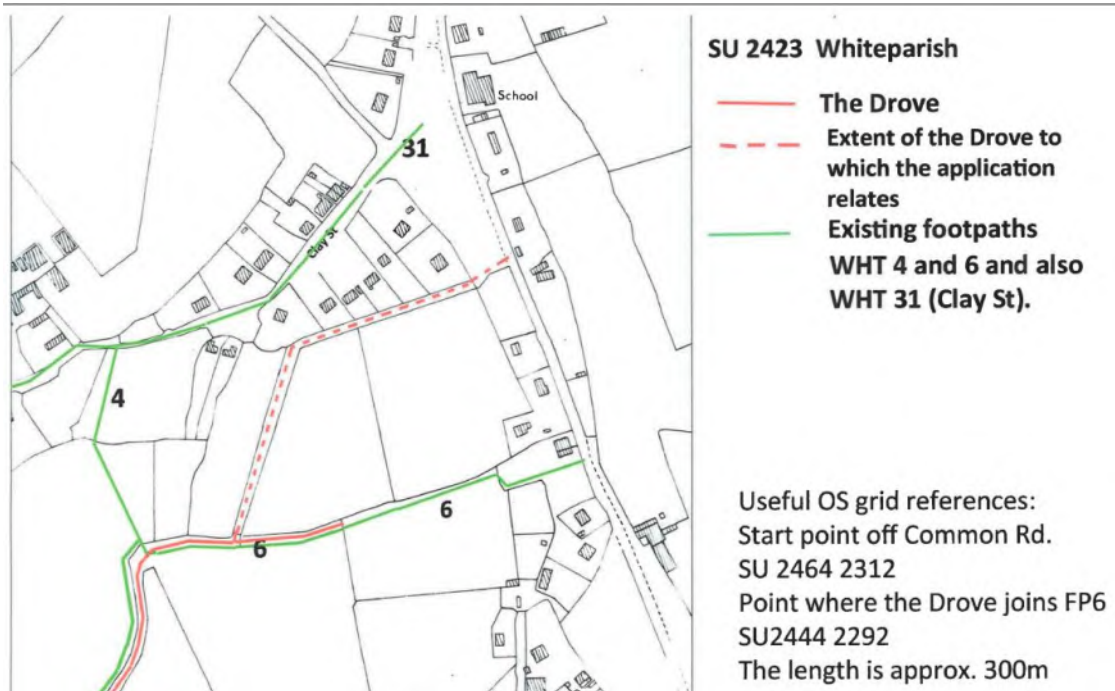 School
31
Clay St
4
6
6
SU 2423 Whiteparish
The Drove
Extent of the Drove to
which the application
relates
Existing footpaths
WHT 4 and 6 and also
WHT 31 (Clay St).
Useful OS grid references:
Start point off Common Rd.
SU 2464 2312
Point where the Drove joins FP6
SU2444 2292
The length is approx. 300m